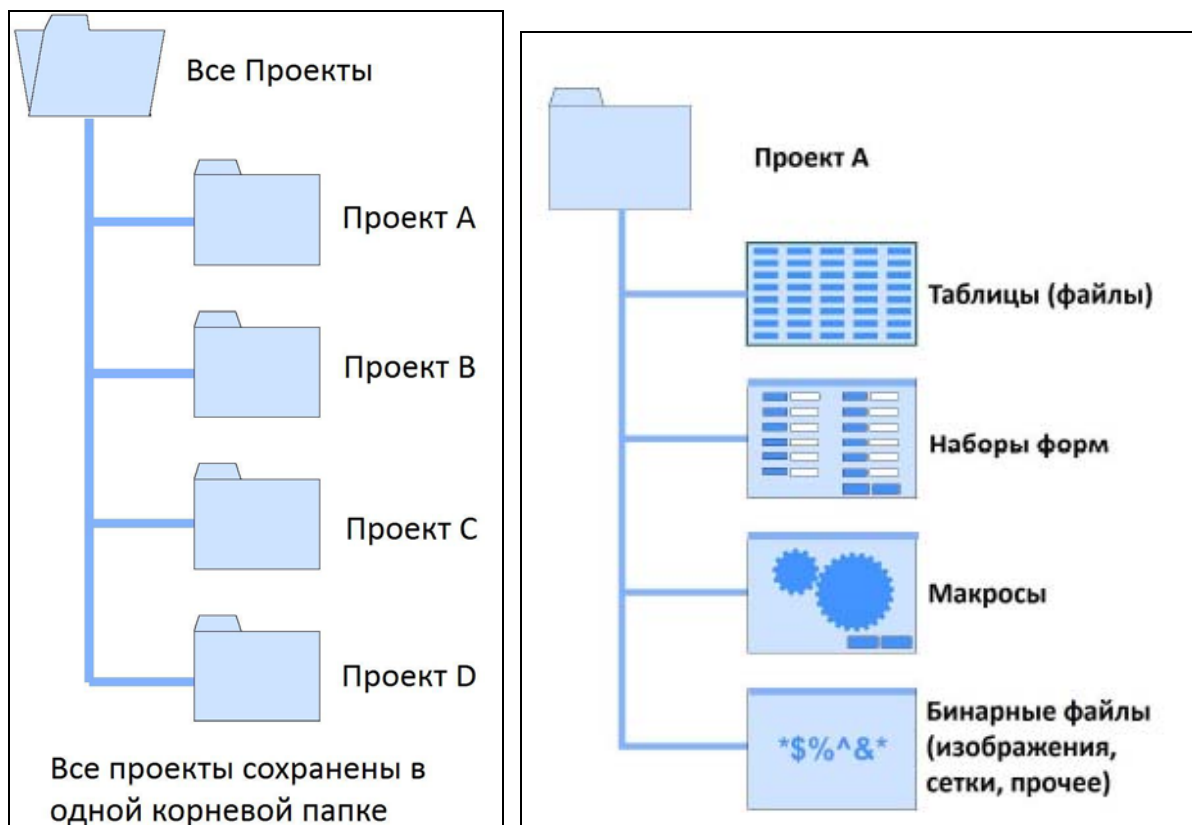 Все Проекты
Проект A
Проект B
Проект C
Проект D
Все проекты сохранены в
одной корневой папке
Проект А
Таблицы (файлы)
Наборы форм
Макросы
*$%^&*
Бинарные файлы
(изображения,
сетки, прочее)